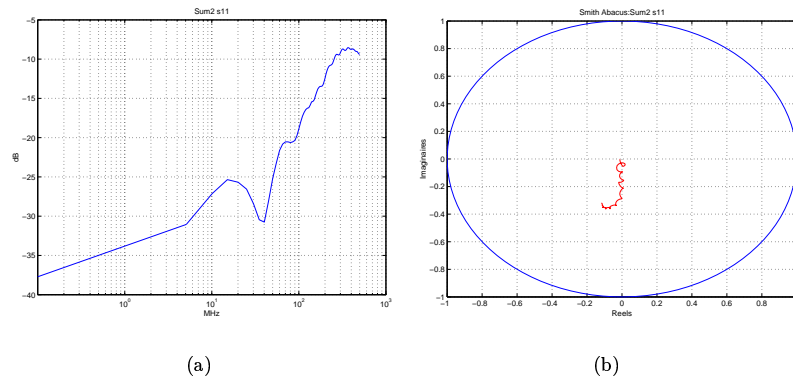 Sum2 s11
−5
−10
−15
−20
−25
−30
−35
−40
dB
10^0
10^1
10^2
10^3
MHz
(a)
Smith Abacus:Sum2 s11
1
0.8
0.6
0.4
0.2
0
−0.2
−0.4
−0.6
−0.8
−1
Imaginaires
−1 −0.8 −0.6 −0.4 −0.2 0 0.2 0.4 0.6 0.8
Reels
(b)